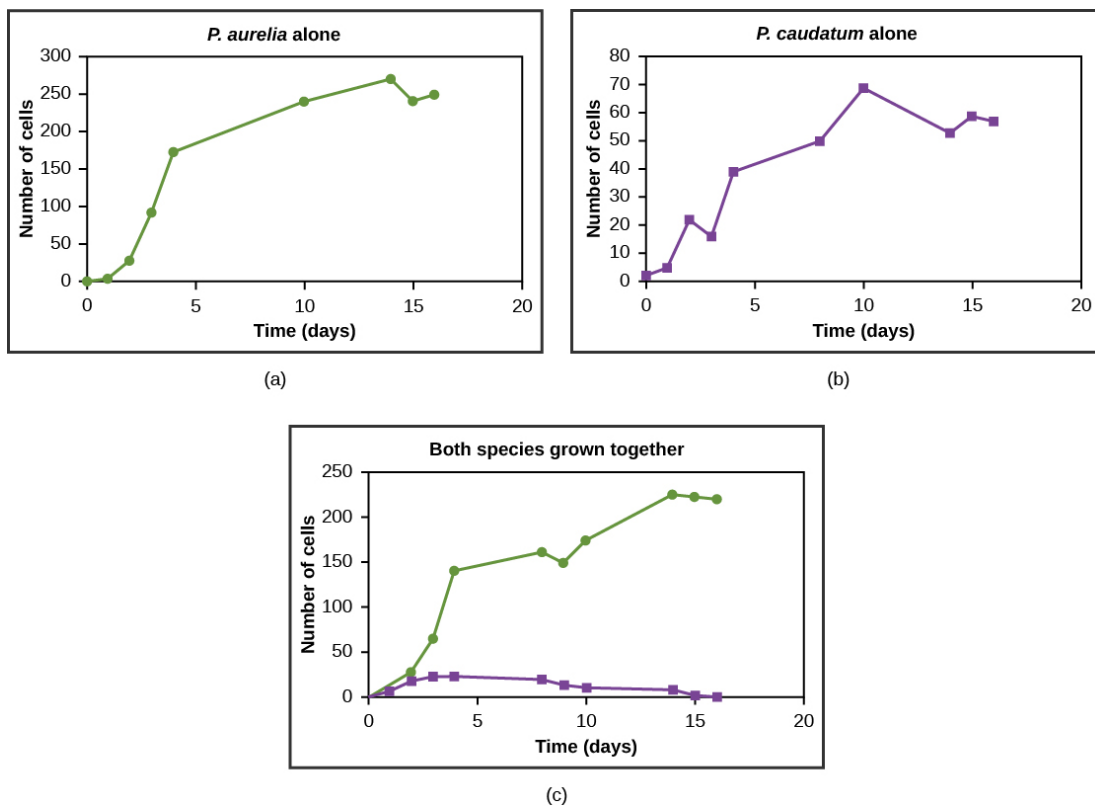 P. aurelia alone
Number of cells
300
250
200
150
100
50
0
0 5 10 15 20
Time (days)
(a)
P. caudatum alone
Number of cells
80
70
60
50
40
30
20
10
0
0 5 10 15 20
Time (days)
(b)
Both species grown together
Number of cells
250
200
150
100
50
0
0 5 10 15 20
Time (days)
(c)